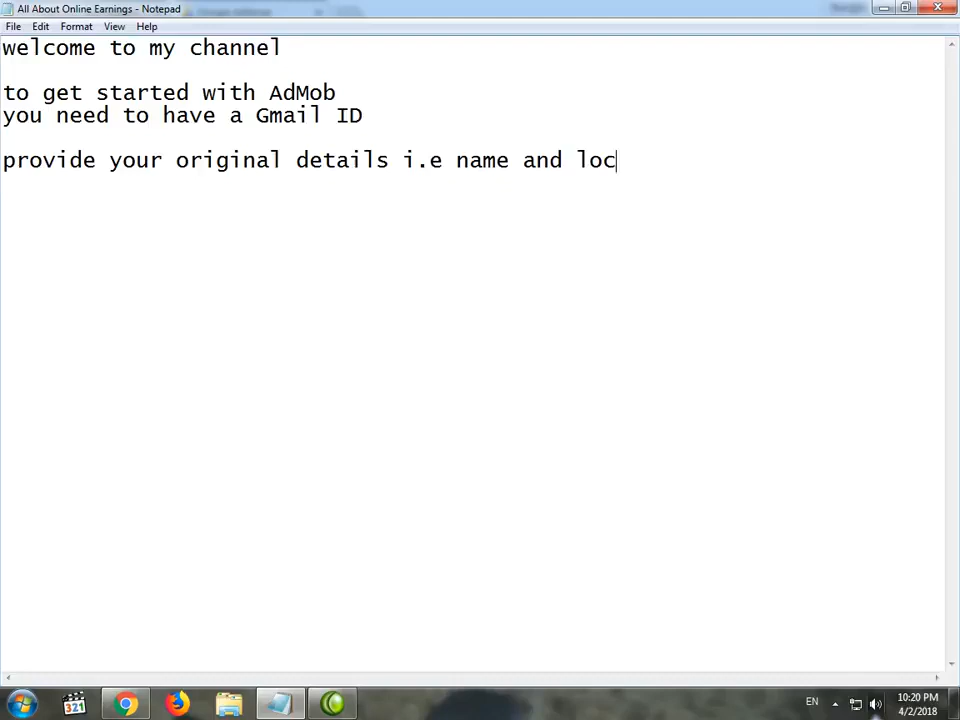 All About Online Earnings - Notepad
File Edit Format View Help
welcome to my channel
to get started with AdMob
you need to have a Gmail ID
provide your original details i.e name and loc
321
EN
10:20 PM
4/2/2018